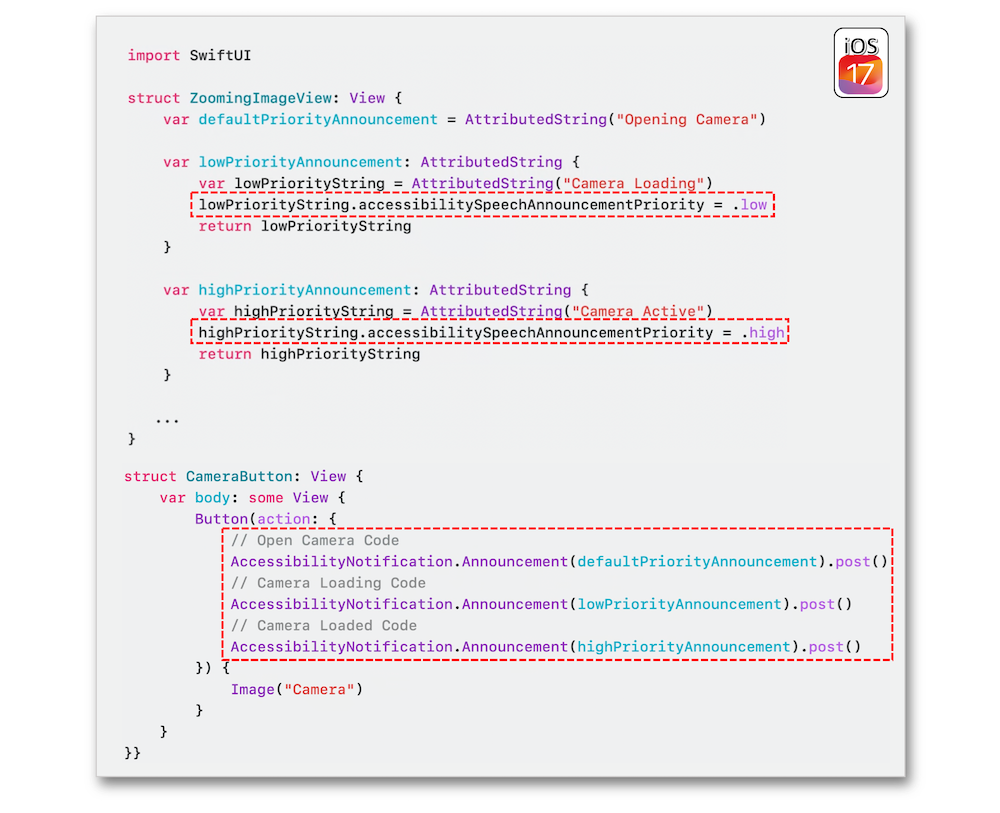 iOS
17
import SwiftUI
struct ZoomingImageView: View {
    var defaultPriorityAnnouncement = AttributedString("Opening Camera")
    var lowPriorityAnnouncement: AttributedString {
        var lowPriorityString = AttributedString("Camera Loading")
        lowPriorityString.accessibilitySpeechAnnouncementPriority = .low
        return lowPriorityString
    }
    var highPriorityAnnouncement: AttributedString {
        var highPriorityString = AttributedString("Camera Active")
        highPriorityString.accessibilitySpeechAnnouncementPriority = .high
        return highPriorityString
    }
    ...
}
struct CameraButton: View {
    var body: some View {
        Button(action: {
            // Open Camera Code
            AccessibilityNotification.Announcement(defaultPriorityAnnouncement).post()
            // Camera Loading Code
            AccessibilityNotification.Announcement(lowPriorityAnnouncement).post()
            // Camera Loaded Code
            AccessibilityNotification.Announcement(highPriorityAnnouncement).post()
        }) {
            Image("Camera")
        }
    }
}}